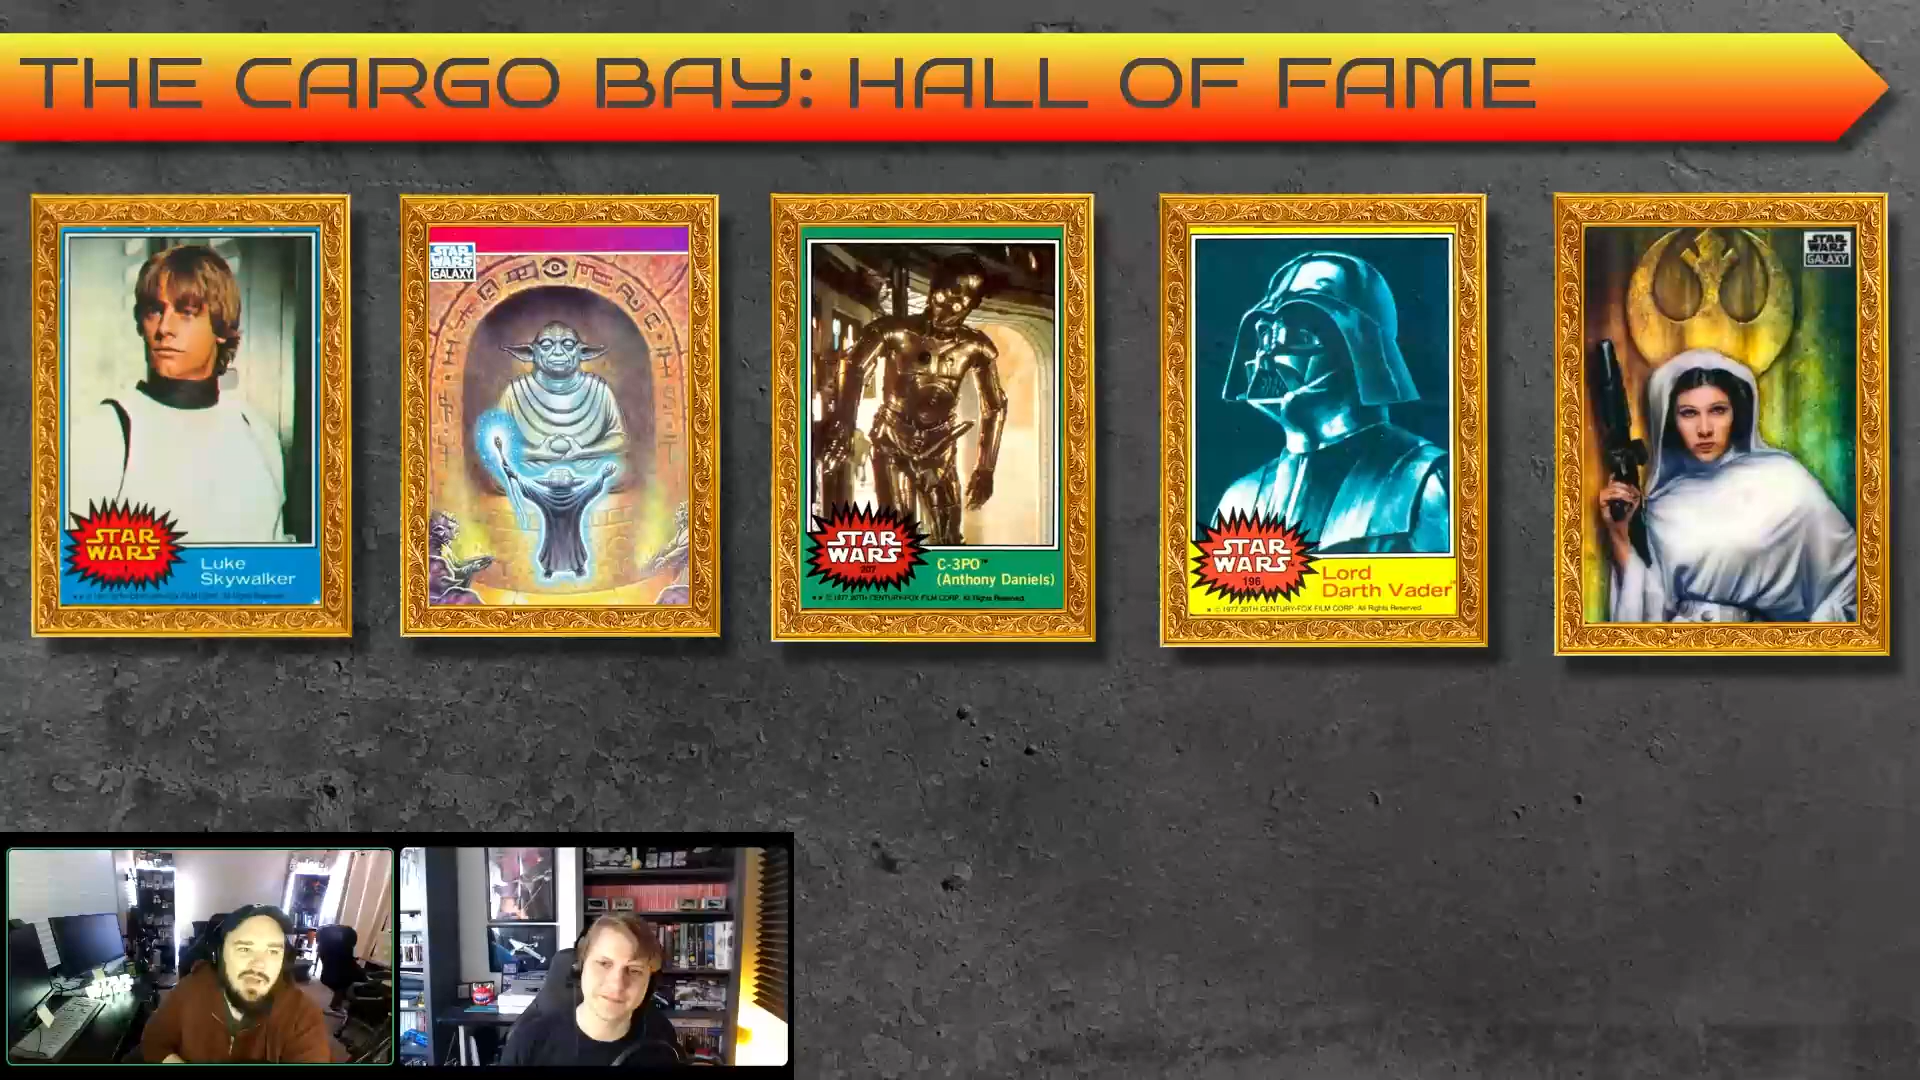 THE CARGO BAY: HALL OF FAME
STAR
WARS
Luke
Skywalker
STAR
WARS
GALAXY
STAR
WARS
207
C-3PO™
(Anthony Daniels)
★★ © 1977 20TH CENTURY-FOX FILM CORP. All Rights Reserved.
STAR
WARS™
196
Lord
Darth Vader™
★ © 1977 20TH CENTURY-FOX FILM CORP. All Rights Reserved.
STAR
WARS
GALAXY